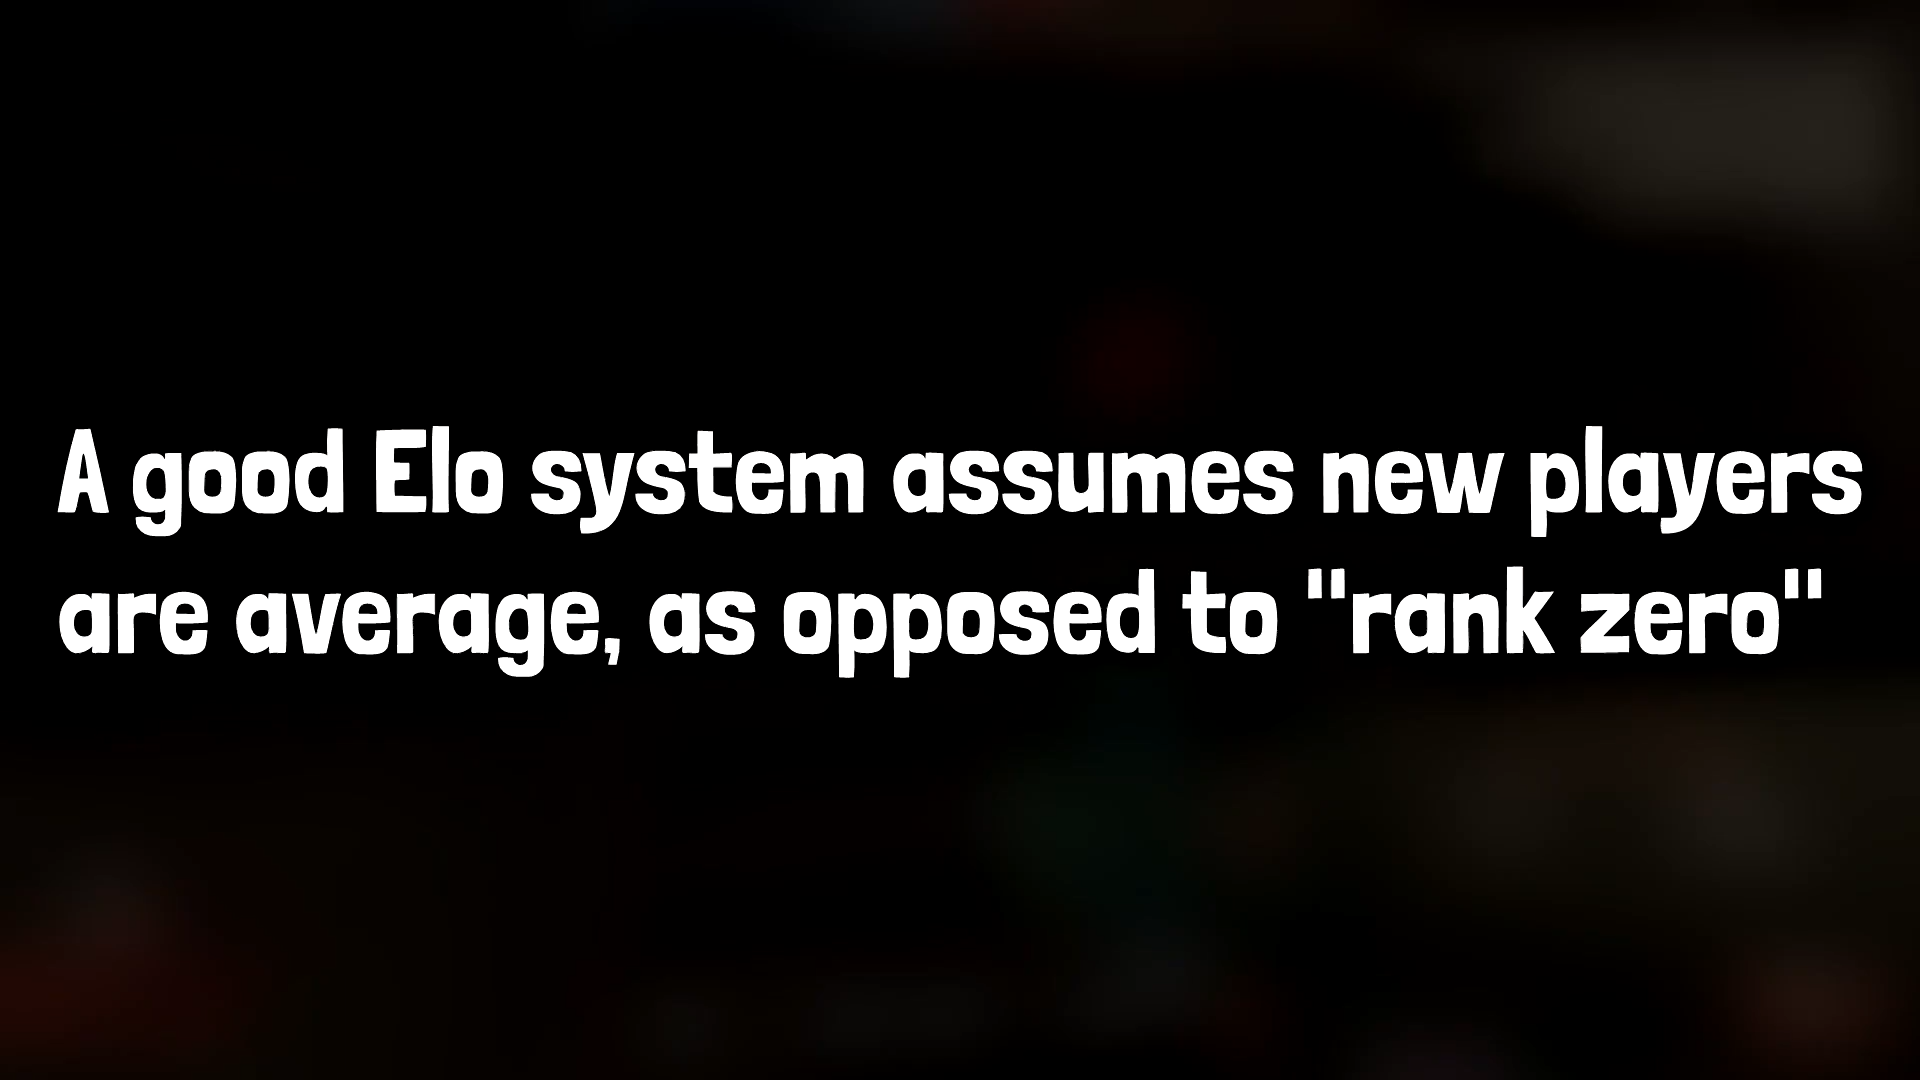 A good Elo system assumes new players
are average, as opposed to "rank zero"